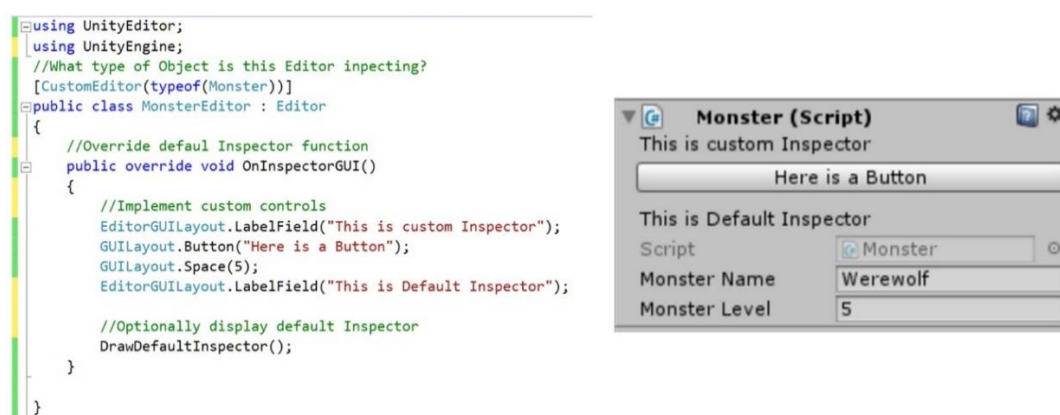 using UnityEditor;
using UnityEngine;
//What type of Object is this Editor inpecting?
[CustomEditor(typeof(Monster))]
public class MonsterEditor : Editor
{
//Override defaul Inspector function
public override void OnInspectorGUI()
{
//Implement custom controls
EditorGUILayout.LabelField("This is custom Inspector");
GUILayout.Button("Here is a Button");
GUILayout.Space(5);
EditorGUILayout.LabelField("This is Default Inspector");
//Optionally display default Inspector
DrawDefaultInspector();
}
}
Monster (Script)
This is custom Inspector
Here is a Button
This is Default Inspector
Script Monster
Monster Name Werewolf
Monster Level 5